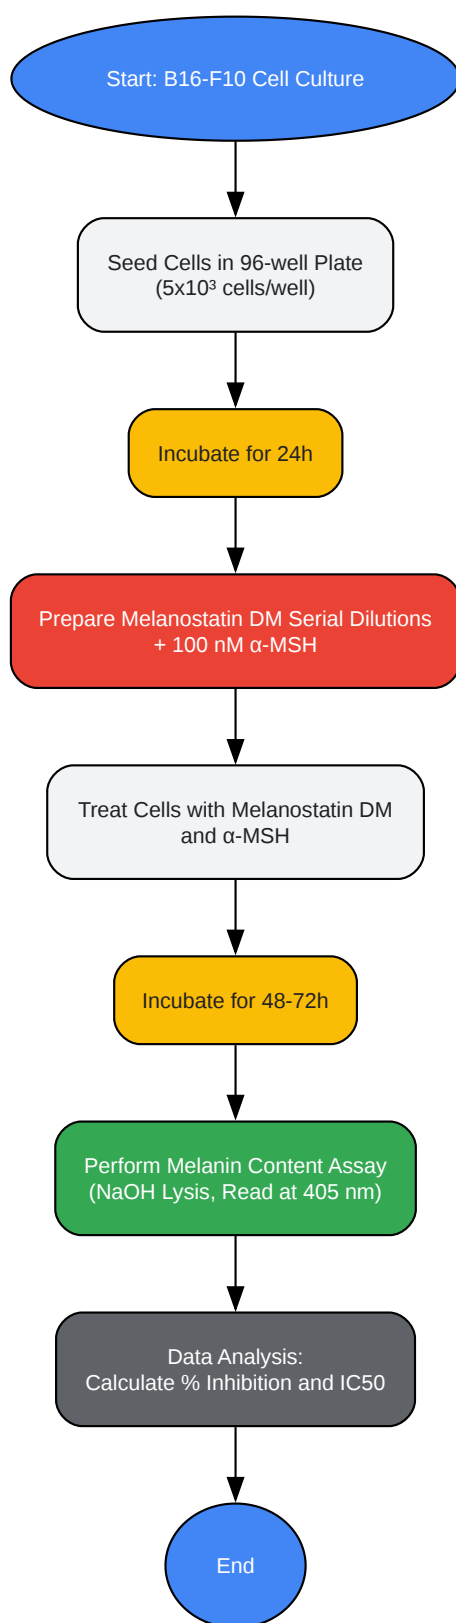 Start: B16-F10 Cell Culture
Seed Cells in 96-well Plate
(5x10³ cells/well)
Incubate for 24h
Prepare Melanostatin DM Serial Dilutions
+ 100 nM α-MSH
Treat Cells with Melanostatin DM
and α-MSH
Incubate for 48-72h
Perform Melanin Content Assay
(NaOH Lysis, Read at 405 nm)
Data Analysis:
Calculate % Inhibition and IC50
End